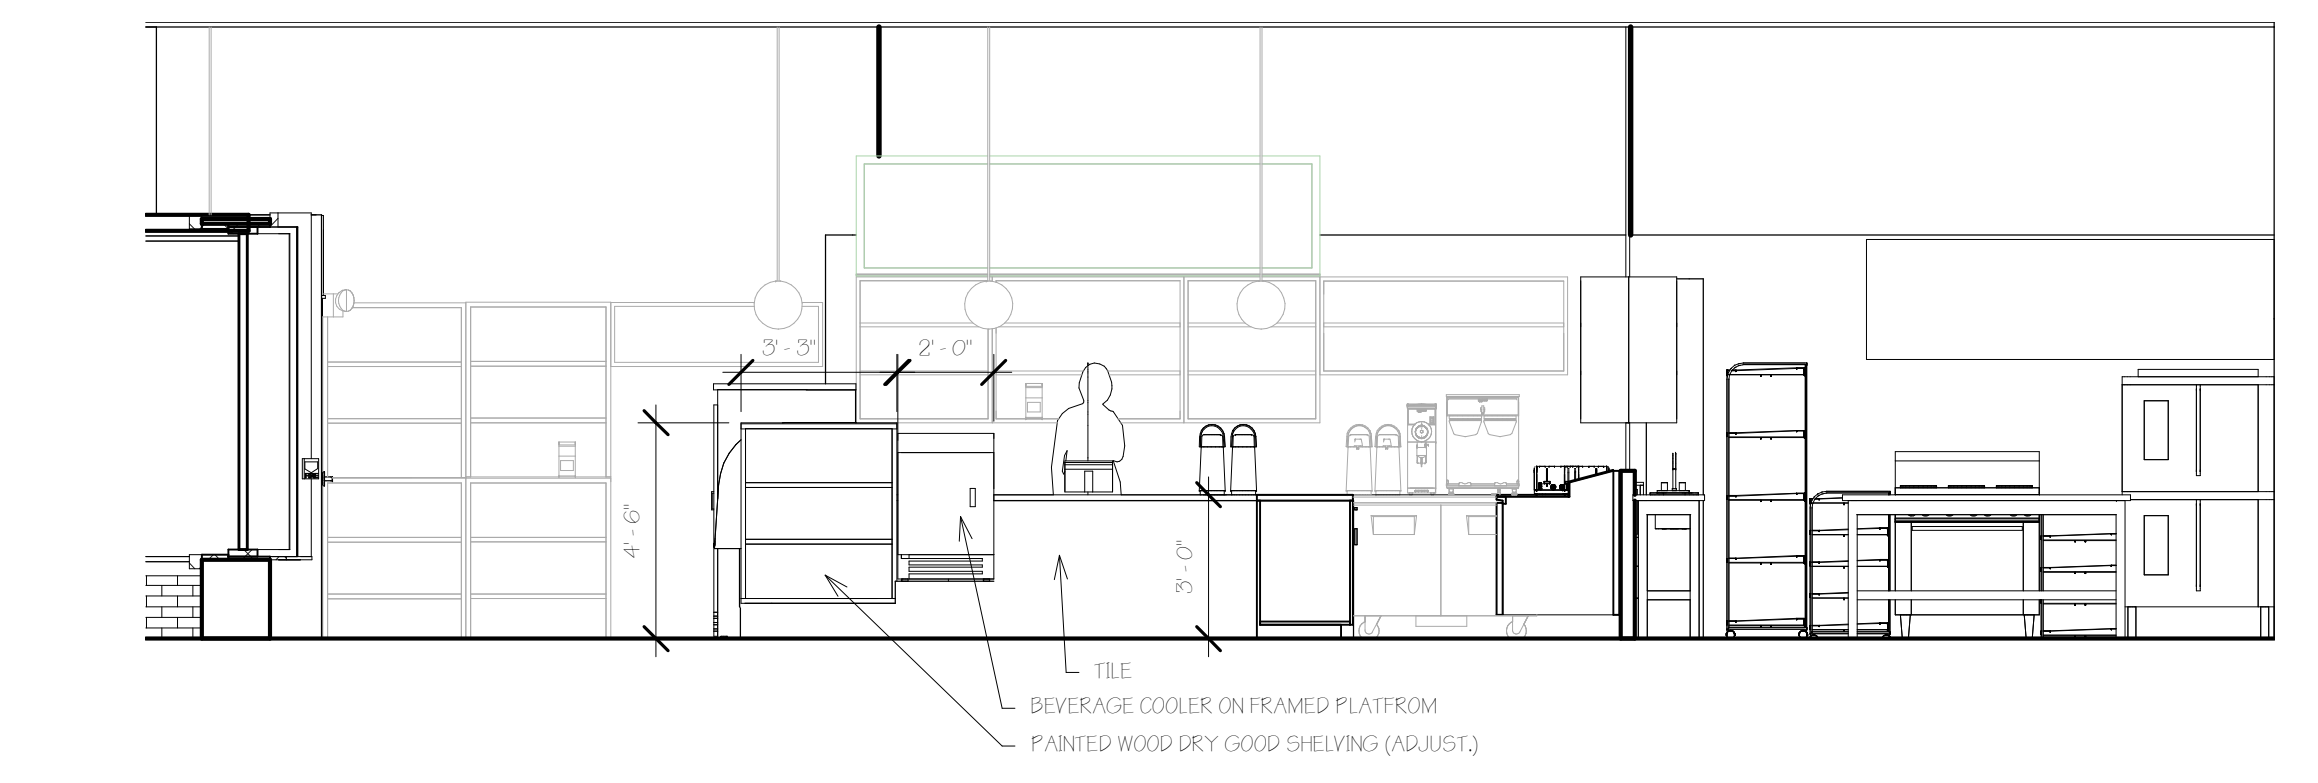 3' - 3"
2' - 0"
4' - 6"
3' - 0"
TILE
BEVERAGE COOLER ON FRAMED PLATFROM
PAINTED WOOD DRY GOOD SHELVING (ADJUST.)